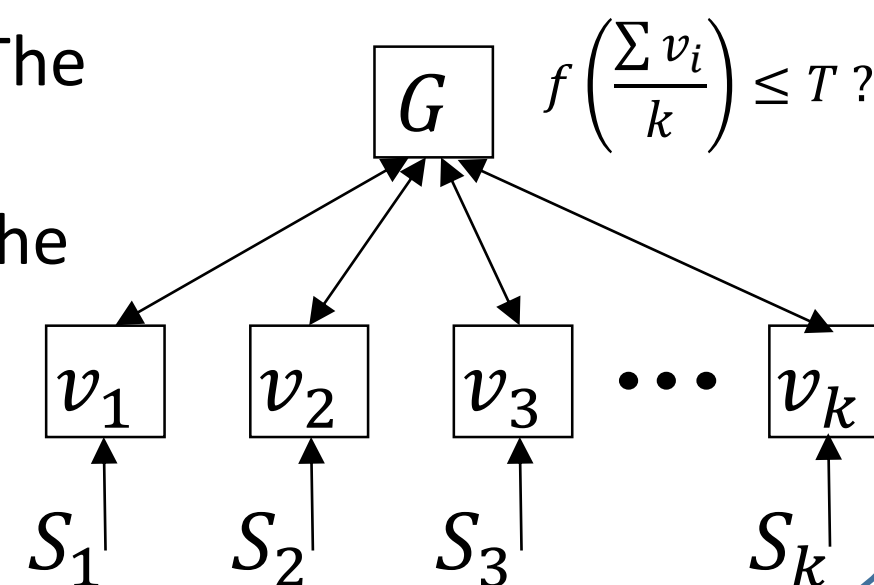 The
G f(∑ v_i / k) ≤ T ?
he
v_1 v_2 v_3 ••• v_k
S_1 S_2 S_3 S_k